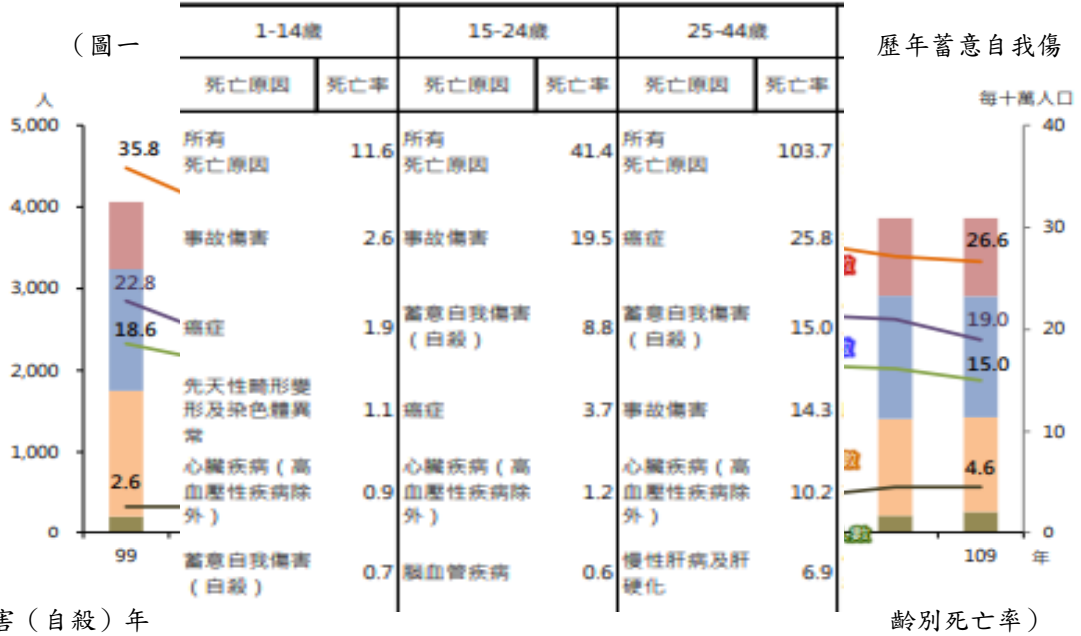 1-14歲 15-24歲 25-44歲
（圖一 歷年蓄意自我傷
死亡原因 死亡率 死亡原因 死亡率 死亡原因 死亡率
人 每十萬人口
5,000 40
35.8
所有 所有 所有
死亡原因 11.6 死亡原因 41.4 死亡原因 103.7
4,000 30
事故傷害 2.6 事故傷害 19.5 癌症 25.8
26.6
3,000
22.8
18.6
癌症 1.9 蓄意自我傷害（自殺） 8.8 蓄意自我傷害（自殺） 15.0
19.0
20
15.0
2,000
先天性畸形變形及染色體異常 1.1 癌症 3.7 事故傷害 14.3
10
1,000
2.6
心臟疾病（高血壓性疾病除外） 0.9 心臟疾病（高血壓性疾病除外） 1.2 心臟疾病（高血壓性疾病除外） 10.2
4.6
0 0
99 109 年
蓄意自我傷害（自殺） 0.7 腦血管疾病 0.6 慢性肝病及肝硬化 6.9
害（自殺）年 齡別死亡率）